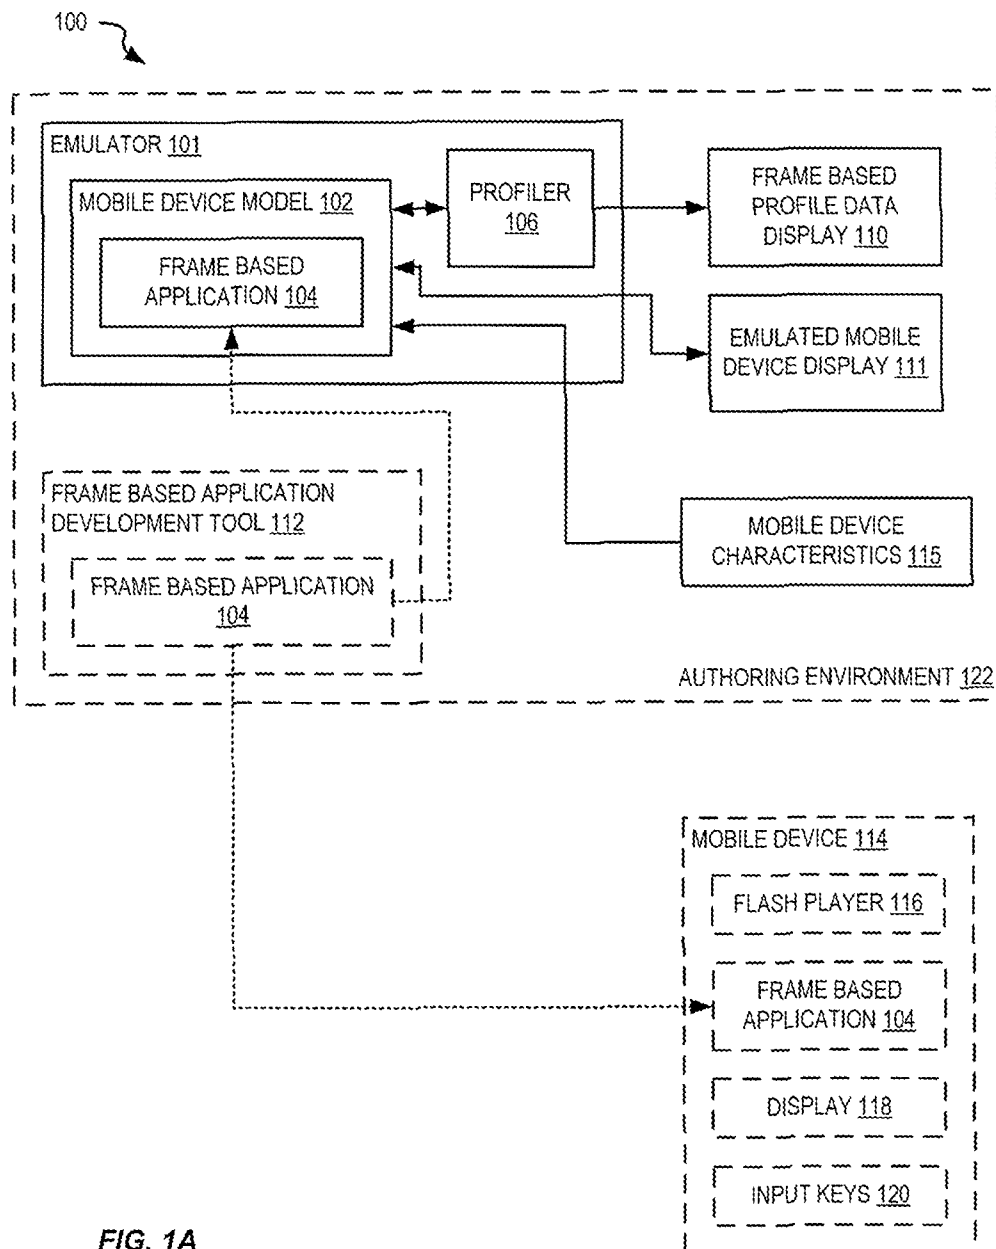 100
EMULATOR 101
MOBILE DEVICE MODEL 102
FRAME BASED
APPLICATION 104
PROFILER
106
FRAME BASED
PROFILE DATA
DISPLAY 110
EMULATED MOBILE
DEVICE DISPLAY 111
FRAME BASED APPLICATION
DEVELOPMENT TOOL 112
FRAME BASED APPLICATION
104
MOBILE DEVICE
CHARACTERISTICS 115
AUTHORING ENVIRONMENT 122
MOBILE DEVICE 114
FLASH PLAYER 116
FRAME BASED
APPLICATION 104
DISPLAY 118
INPUT KEYS 120
FIG. 1A